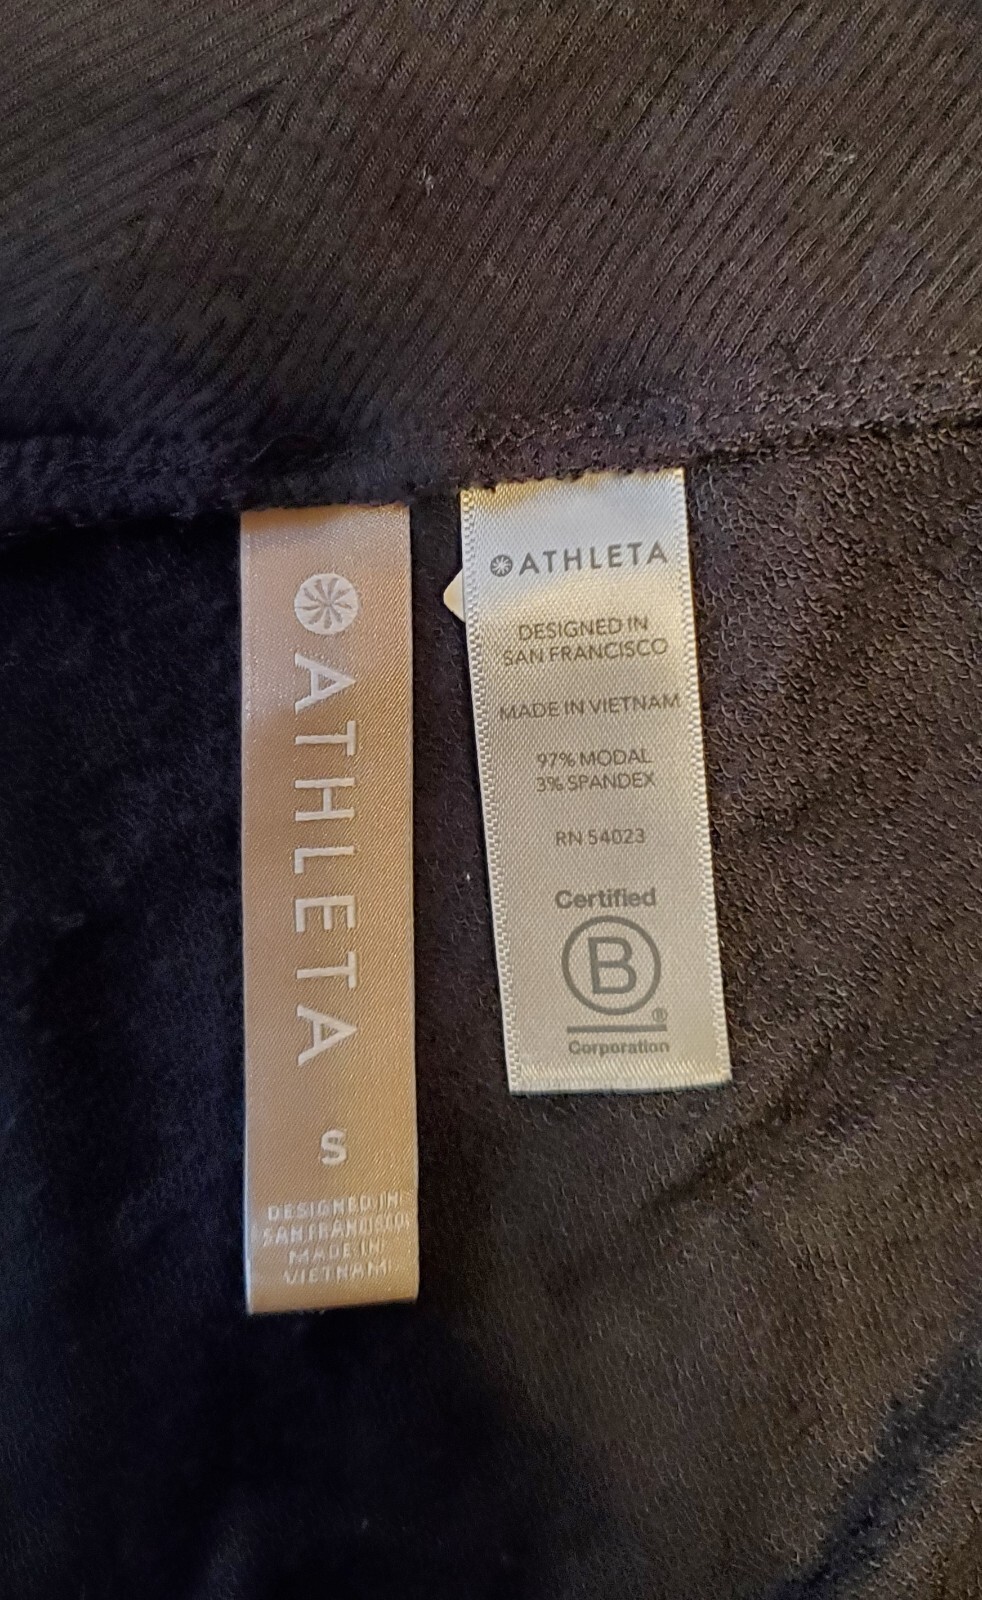 ATHLETA
S
DESIGNED IN
SAN FRANCISCO
MADE IN
VIETNAM
ATHLETA
DESIGNED IN
SAN FRANCISCO
MADE IN VIETNAM
97% MODAL
3% SPANDEX
RN 54023
Certified
B
®
Corporation